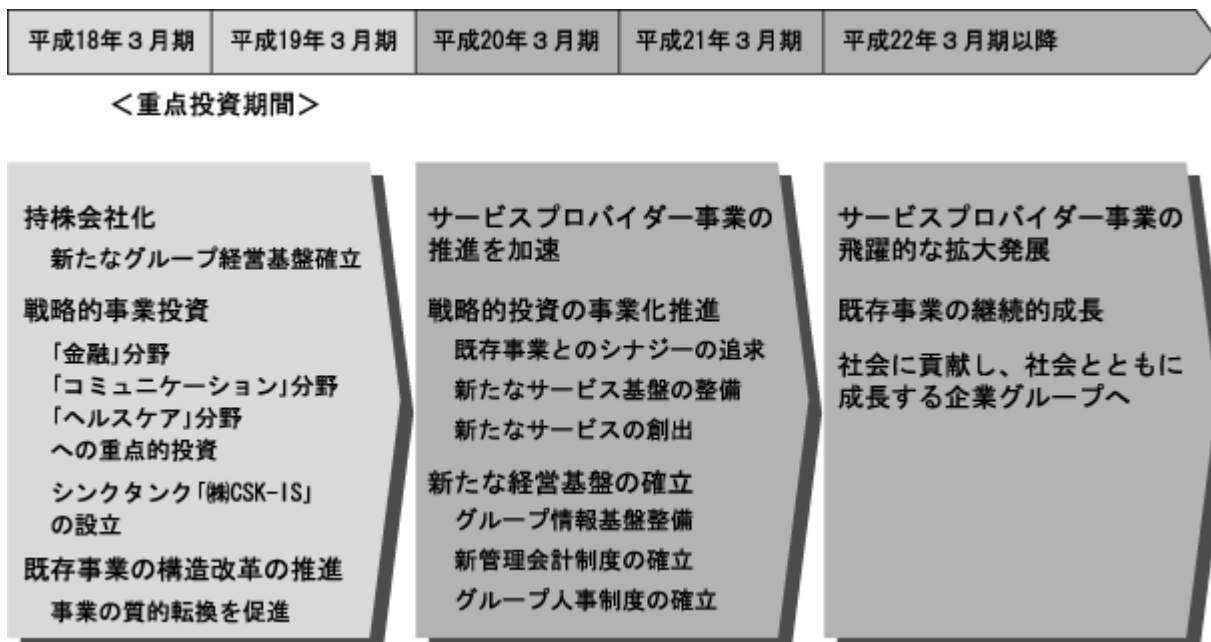 平成18年3月期
平成19年3月期
平成20年3月期
平成21年3月期
平成22年3月期以降
＜重点投資期間＞
持株会社化
新たなグループ経営基盤確立
戦略的事業投資
「金融」分野
「コミュニケーション」分野
「ヘルスケア」分野
への重点的投資
シンクタンク「㈱CSK-IS」
の設立
既存事業の構造改革の推進
事業の質的転換を促進
サービスプロバイダー事業の
推進を加速
戦略的投資の事業化推進
既存事業とのシナジーの追求
新たなサービス基盤の整備
新たなサービスの創出
新たな経営基盤の確立
グループ情報基盤整備
新管理会計制度の確立
グループ人事制度の確立
サービスプロバイダー事業の
飛躍的な拡大発展
既存事業の継続的成長
社会に貢献し、社会とともに
成長する企業グループへ